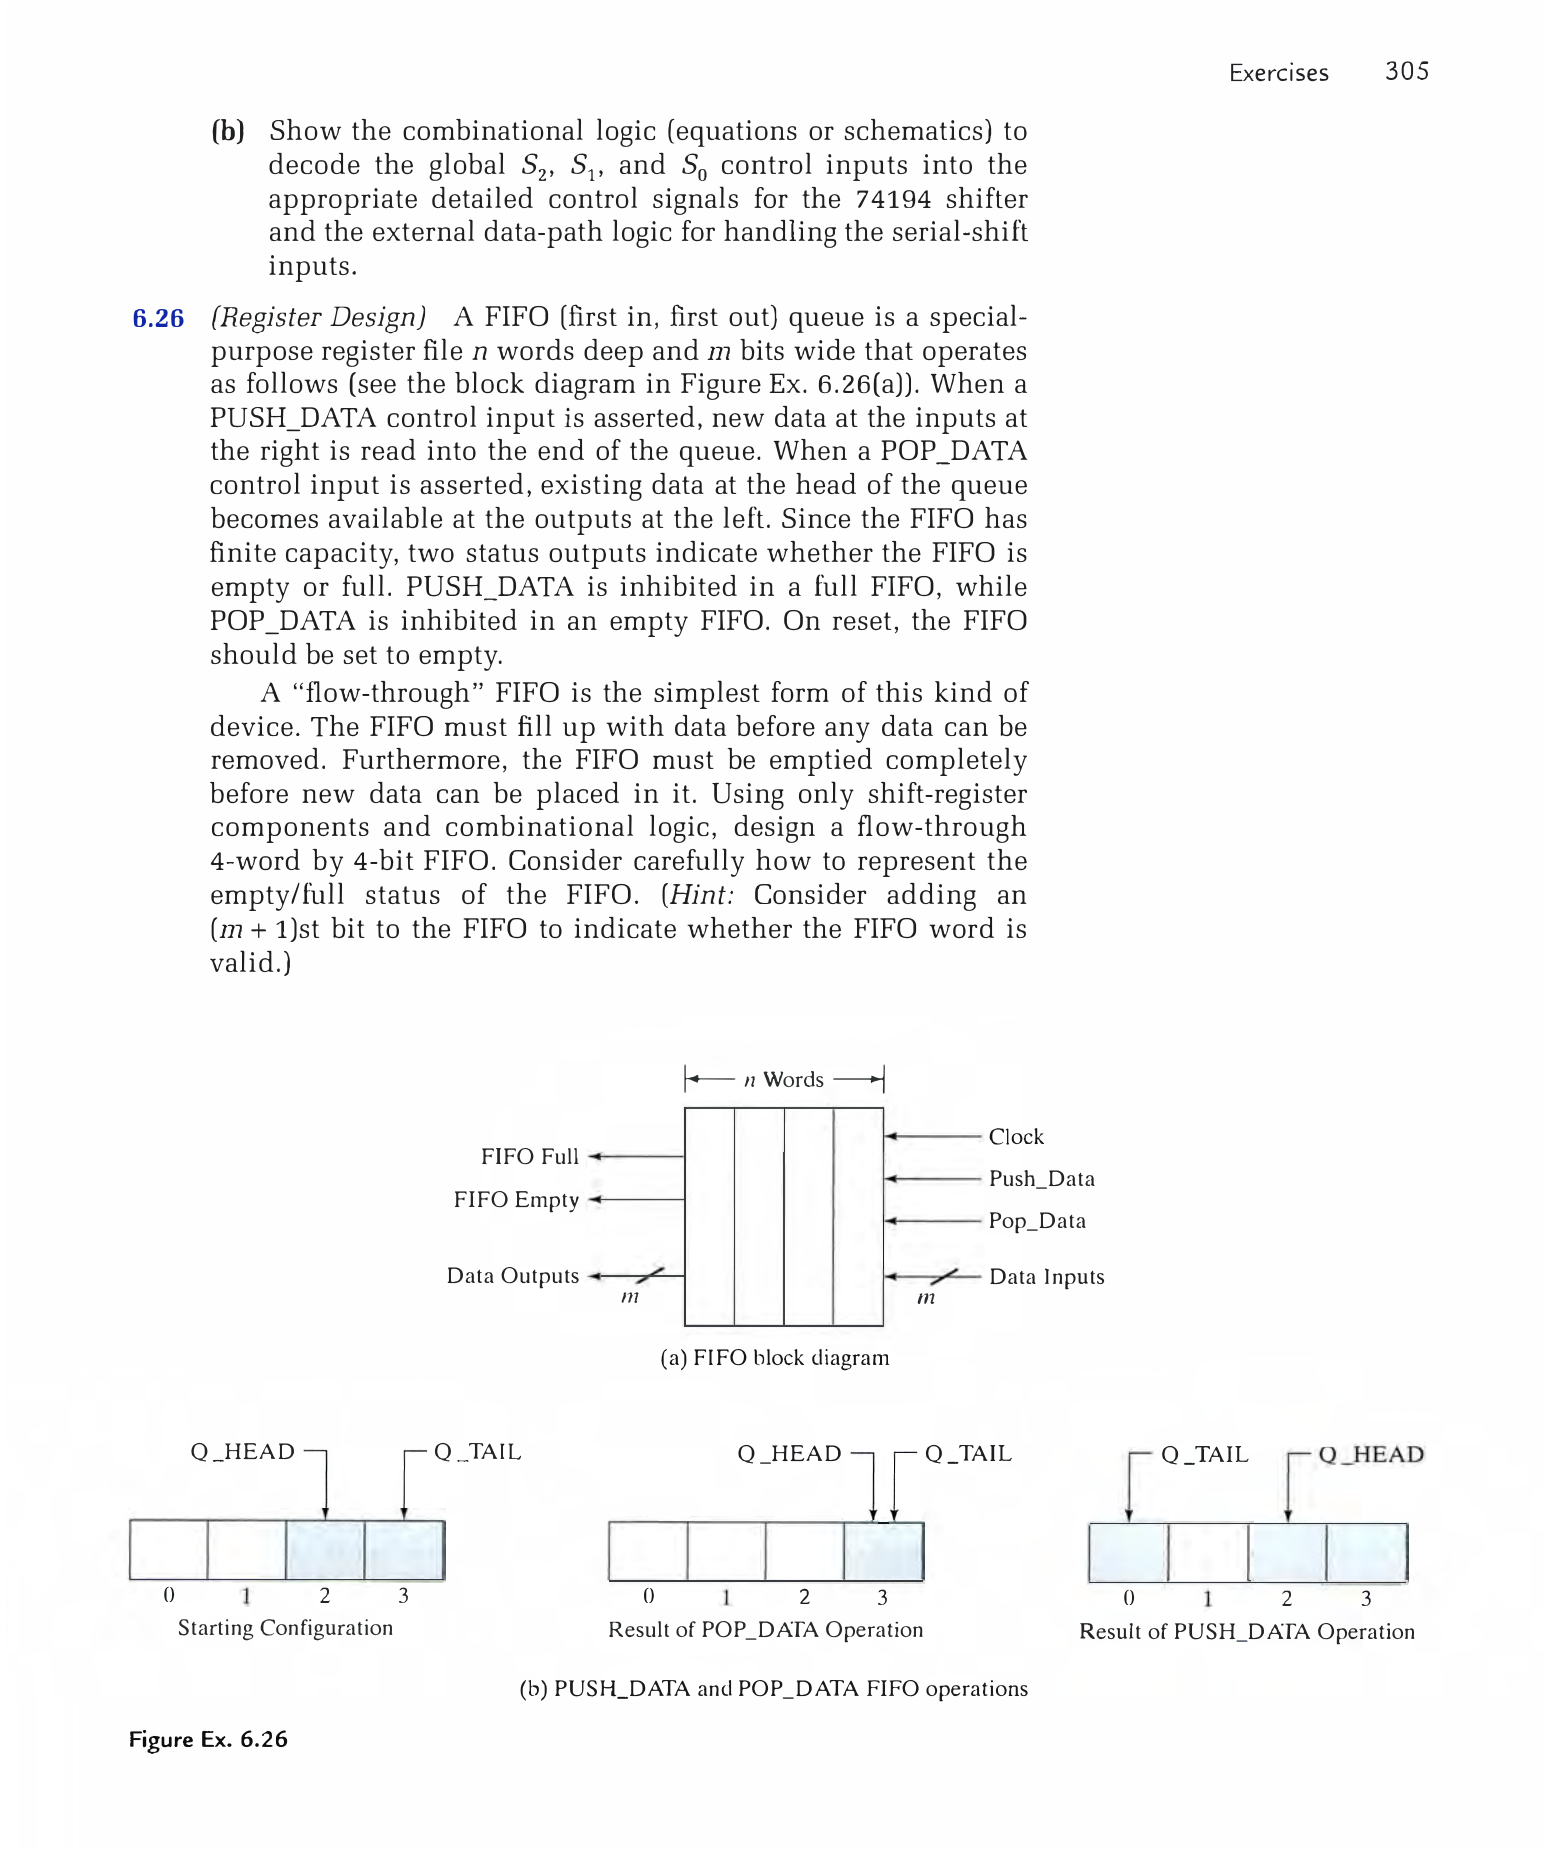 Exercises 305
(b) Show the combinational logic (equations or schematics) to
decode the global S₂, S₁, and S₀ control inputs into the
appropriate detailed control signals for the 74194 shifter
and the external data-path logic for handling the serial-shift
inputs.
6.26 (Register Design) A FIFO (first in, first out) queue is a special-
purpose register file n words deep and m bits wide that operates
as follows (see the block diagram in Figure Ex. 6.26(a)). When a
PUSH_DATA control input is asserted, new data at the inputs at
the right is read into the end of the queue. When a POP_DATA
control input is asserted, existing data at the head of the queue
becomes available at the outputs at the left. Since the FIFO has
finite capacity, two status outputs indicate whether the FIFO is
empty or full. PUSH_DATA is inhibited in a full FIFO, while
POP_DATA is inhibited in an empty FIFO. On reset, the FIFO
should be set to empty.
A “flow-through” FIFO is the simplest form of this kind of
device. The FIFO must fill up with data before any data can be
removed. Furthermore, the FIFO must be emptied completely
before new data can be placed in it. Using only shift-register
components and combinational logic, design a flow-through
4-word by 4-bit FIFO. Consider carefully how to represent the
empty/full status of the FIFO. (Hint: Consider adding an
(m + 1)st bit to the FIFO to indicate whether the FIFO word is
valid.)
n Words
Clock
FIFO Full
Push_Data
FIFO Empty
Pop_Data
Data Outputs
Data Inputs
m m
(a) FIFO block diagram
Q_HEAD Q_TAIL Q_HEAD Q_TAIL Q_TAIL Q_HEAD
0 1 2 3 0 1 2 3 0 1 2 3
Starting Configuration Result of POP_DATA Operation Result of PUSH_DATA Operation
(b) PUSH_DATA and POP_DATA FIFO operations
Figure Ex. 6.26